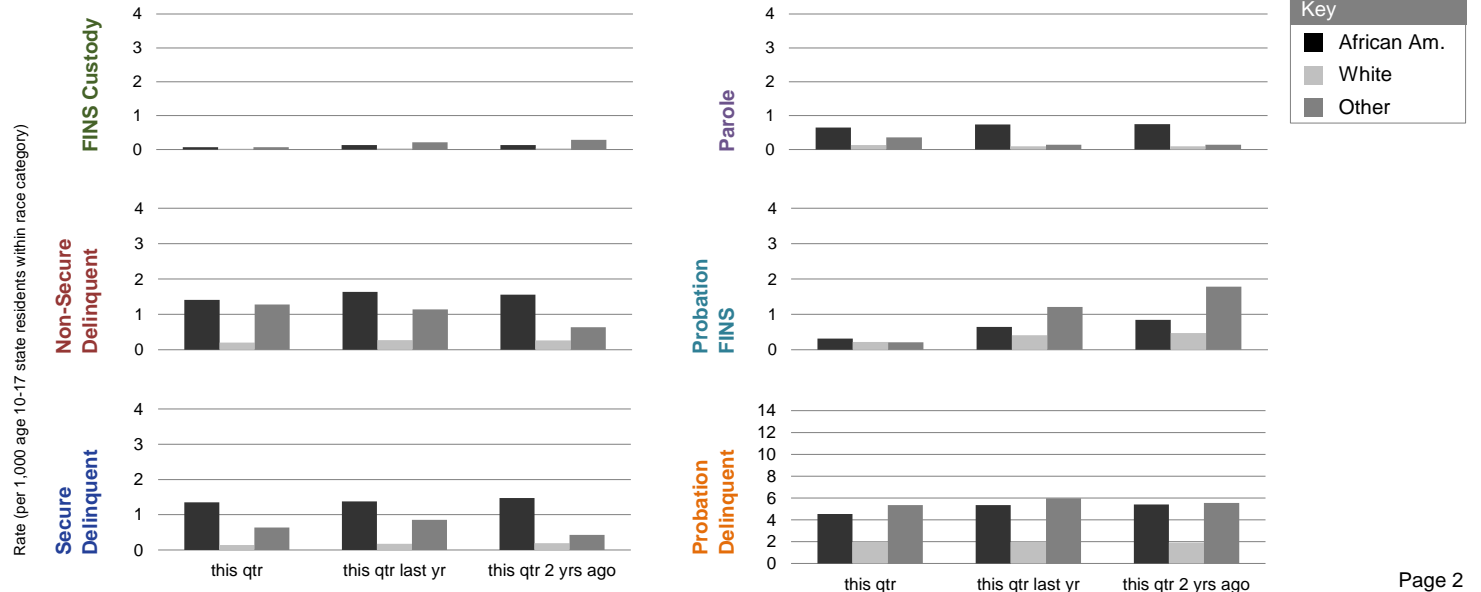 Rate (per 1,000 age 10-17 state residents within race category)
FINS Custody
4
3
2
1
0
Parole
4
3
2
1
0
Key
African Am.
White
Other
Non-Secure
Delinquent
4
3
2
1
0
Probation
FINS
4
3
2
1
0
Secure
Delinquent
4
3
2
1
0
this qtr
this qtr last yr
this qtr 2 yrs ago
Probation
Delinquent
14
12
10
8
6
4
2
0
this qtr
this qtr last yr
this qtr 2 yrs ago
Page 2